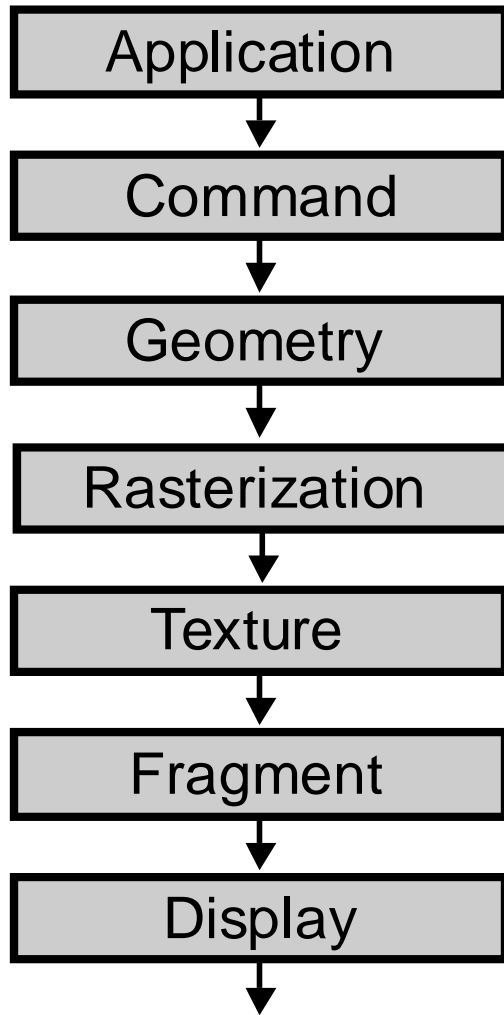 Application
Command
Geometry
Rasterization
Texture
Fragment
Display